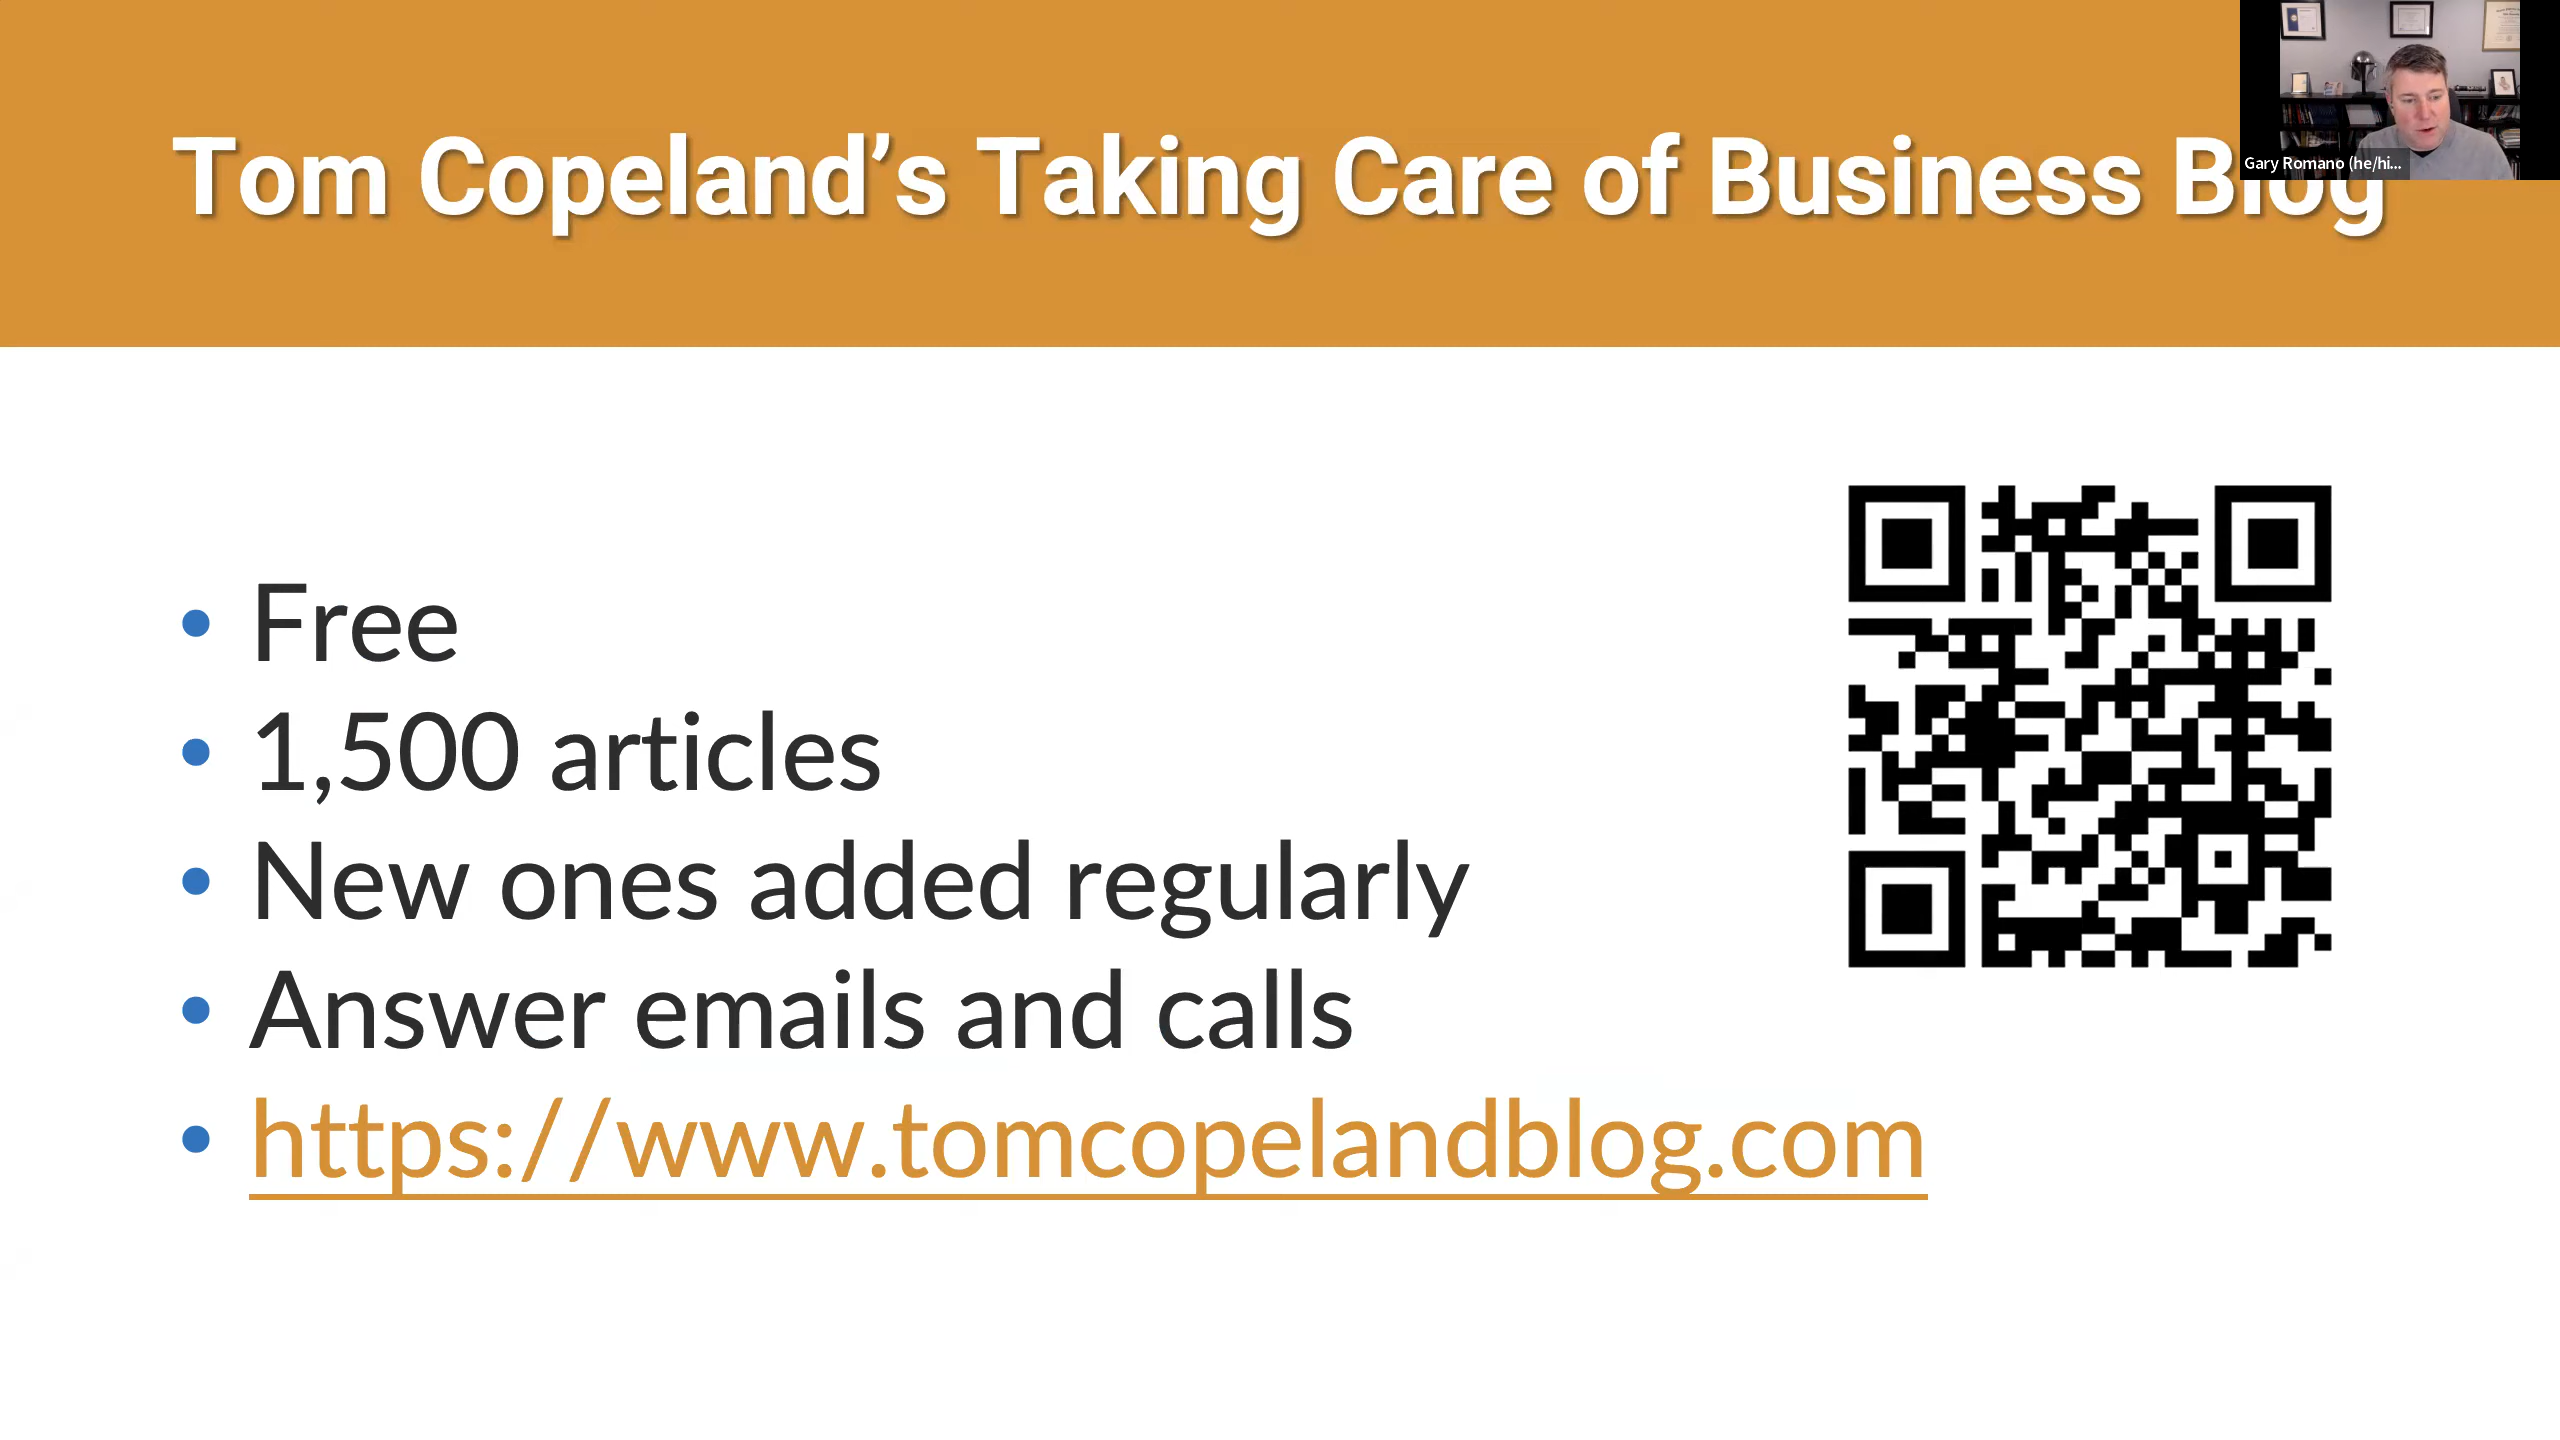 Tom Copeland’s Taking Care of Business Blog
Gary Romano (he/hi...
Free
1,500 articles
New ones added regularly
Answer emails and calls
https://www.tomcopelandblog.com